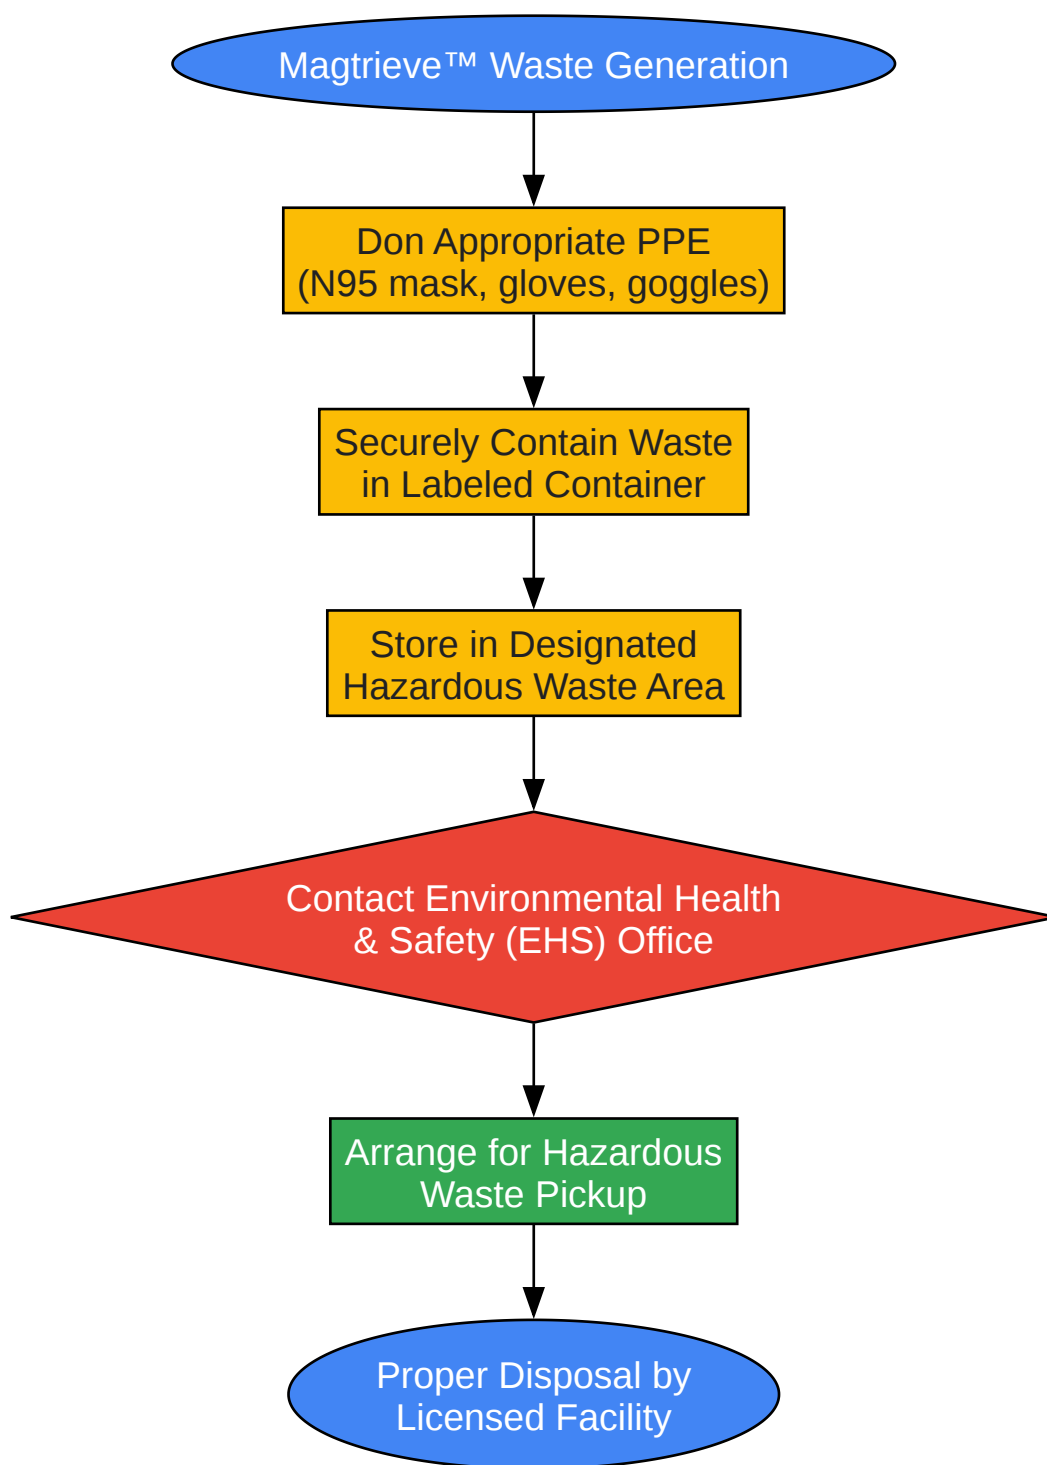 Magtrieve™ Waste Generation
Don Appropriate PPE
(N95 mask, gloves, goggles)
Securely Contain Waste
in Labeled Container
Store in Designated
Hazardous Waste Area
Contact Environmental Health
& Safety (EHS) Office
Arrange for Hazardous
Waste Pickup
Proper Disposal by
Licensed Facility